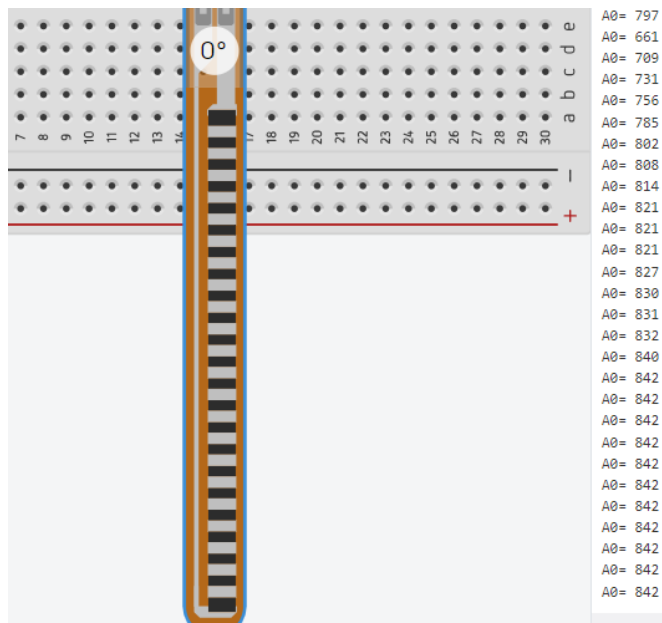 e
d
c
b
a
0°
7 8 9 10 11 12 13 14 17 18 19 20 21 22 23 24 25 26 27 28 29 30
−
+
A0= 797
A0= 661
A0= 709
A0= 731
A0= 756
A0= 785
A0= 802
A0= 808
A0= 814
A0= 821
A0= 821
A0= 821
A0= 827
A0= 830
A0= 831
A0= 832
A0= 840
A0= 842
A0= 842
A0= 842
A0= 842
A0= 842
A0= 842
A0= 842
A0= 842
A0= 842
A0= 842
A0= 842